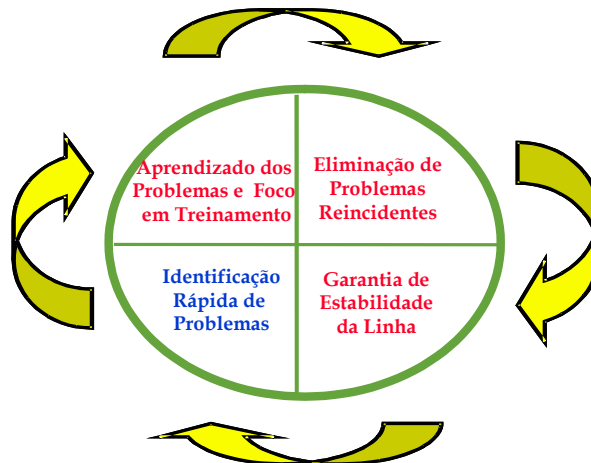 Aprendizado dos
Problemas e Foco
em Treinamento
Eliminação de
Problemas
Reincidentes
Identificação
Rápida de
Problemas
Garantia de
Estabilidade
da Linha